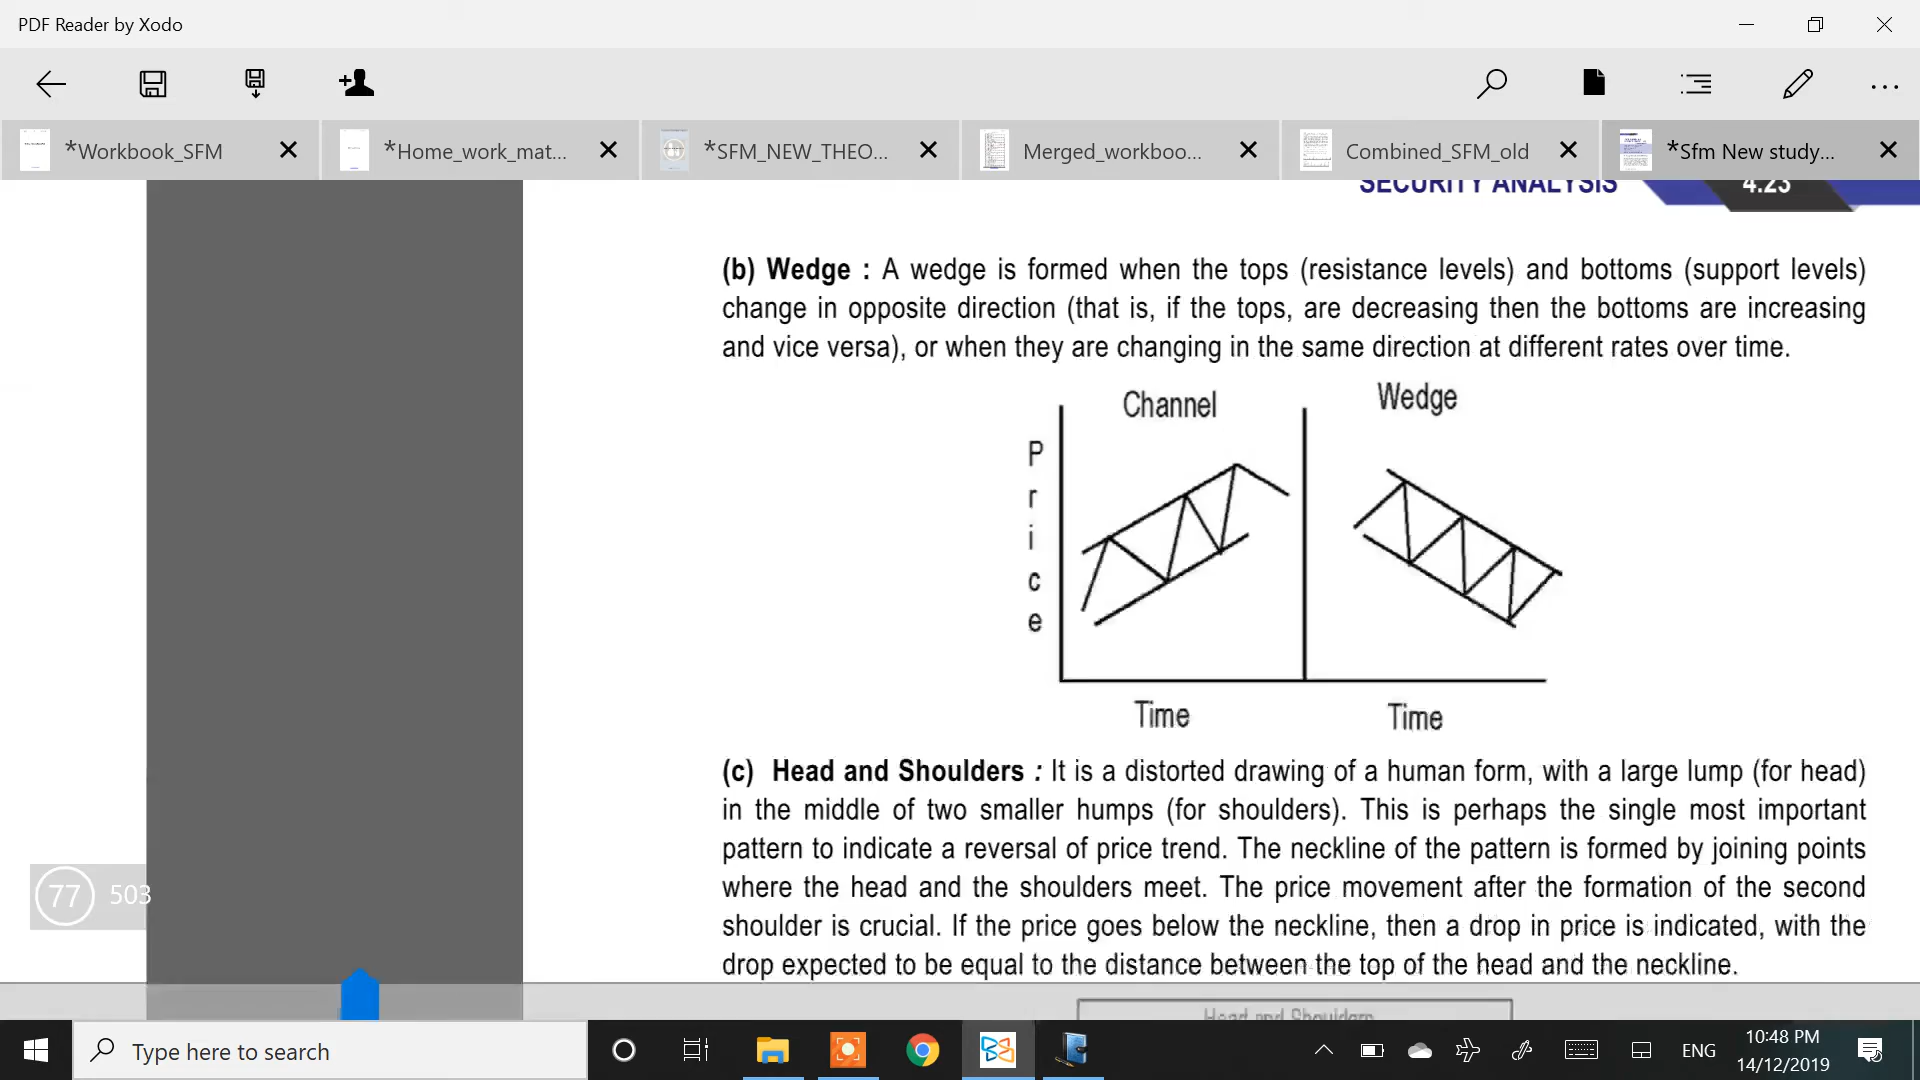 PDF Reader by Xodo
*Workbook_SFM
*Home_work_mat...
*SFM_NEW_THEO...
Merged_workboo...
Combined_SFM_old
*Sfm New study...
SECURITY ANALYSIS 4.23
(b) Wedge : A wedge is formed when the tops (resistance levels) and bottoms (support levels)
change in opposite direction (that is, if the tops, are decreasing then the bottoms are increasing
and vice versa), or when they are changing in the same direction at different rates over time.
Channel
Wedge
Price
Time
Time
(c) Head and Shoulders : It is a distorted drawing of a human form, with a large lump (for head)
in the middle of two smaller humps (for shoulders). This is perhaps the single most important
pattern to indicate a reversal of price trend. The neckline of the pattern is formed by joining points
where the head and the shoulders meet. The price movement after the formation of the second
shoulder is crucial. If the price goes below the neckline, then a drop in price is indicated, with the
drop expected to be equal to the distance between the top of the head and the neckline.
77 503
Head and Shoulders
Type here to search
ENG
10:48 PM
14/12/2019